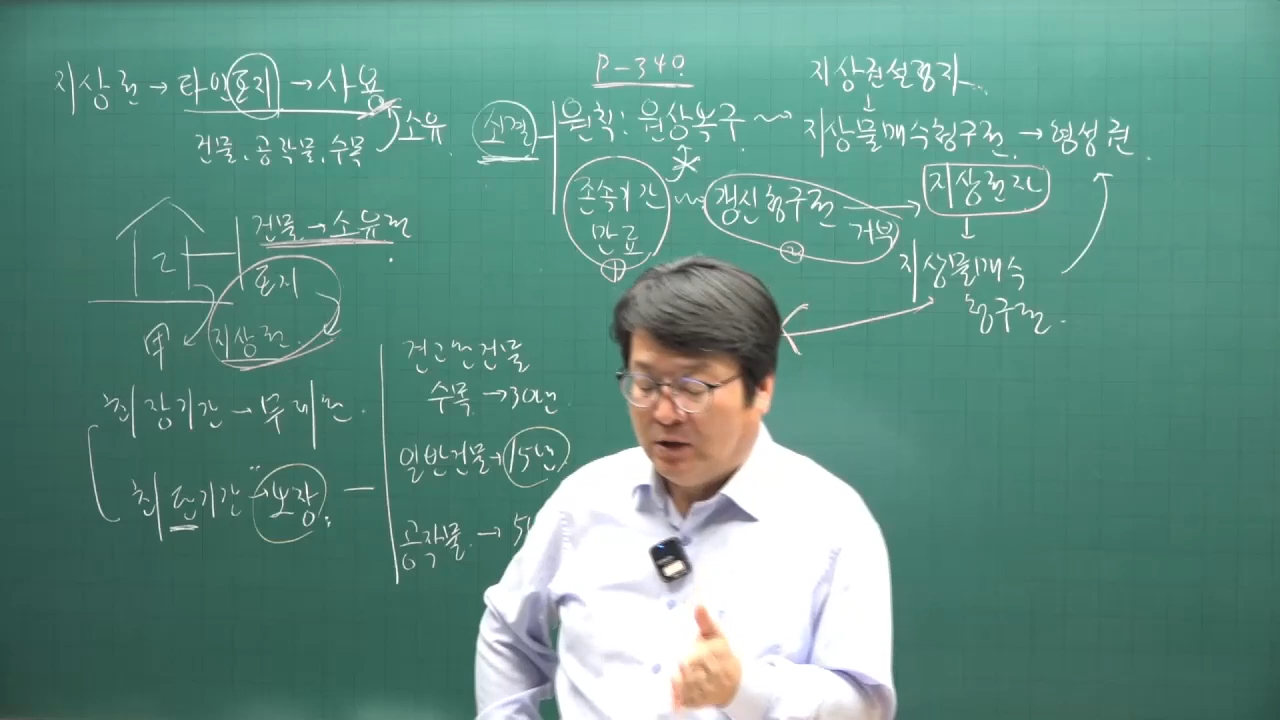 지상권 → 타인토지 → 사용
건물. 공작물. 수목
소유
건물 → 소유권
토지
2
甲
지상권.
최장기간 → 무제한.
최단기간 → 보장.
견고한건물
수목 → 30년
일반건물 → 15년
공작물. → 5
P-340
소멸
원칙: 원상복구
존속기간
만료
1
갱신청구권
거부
2
지상권설정자
↓
지상물매수청구권. → 형성권.
지상권자
↓
지상물매수
청구권.